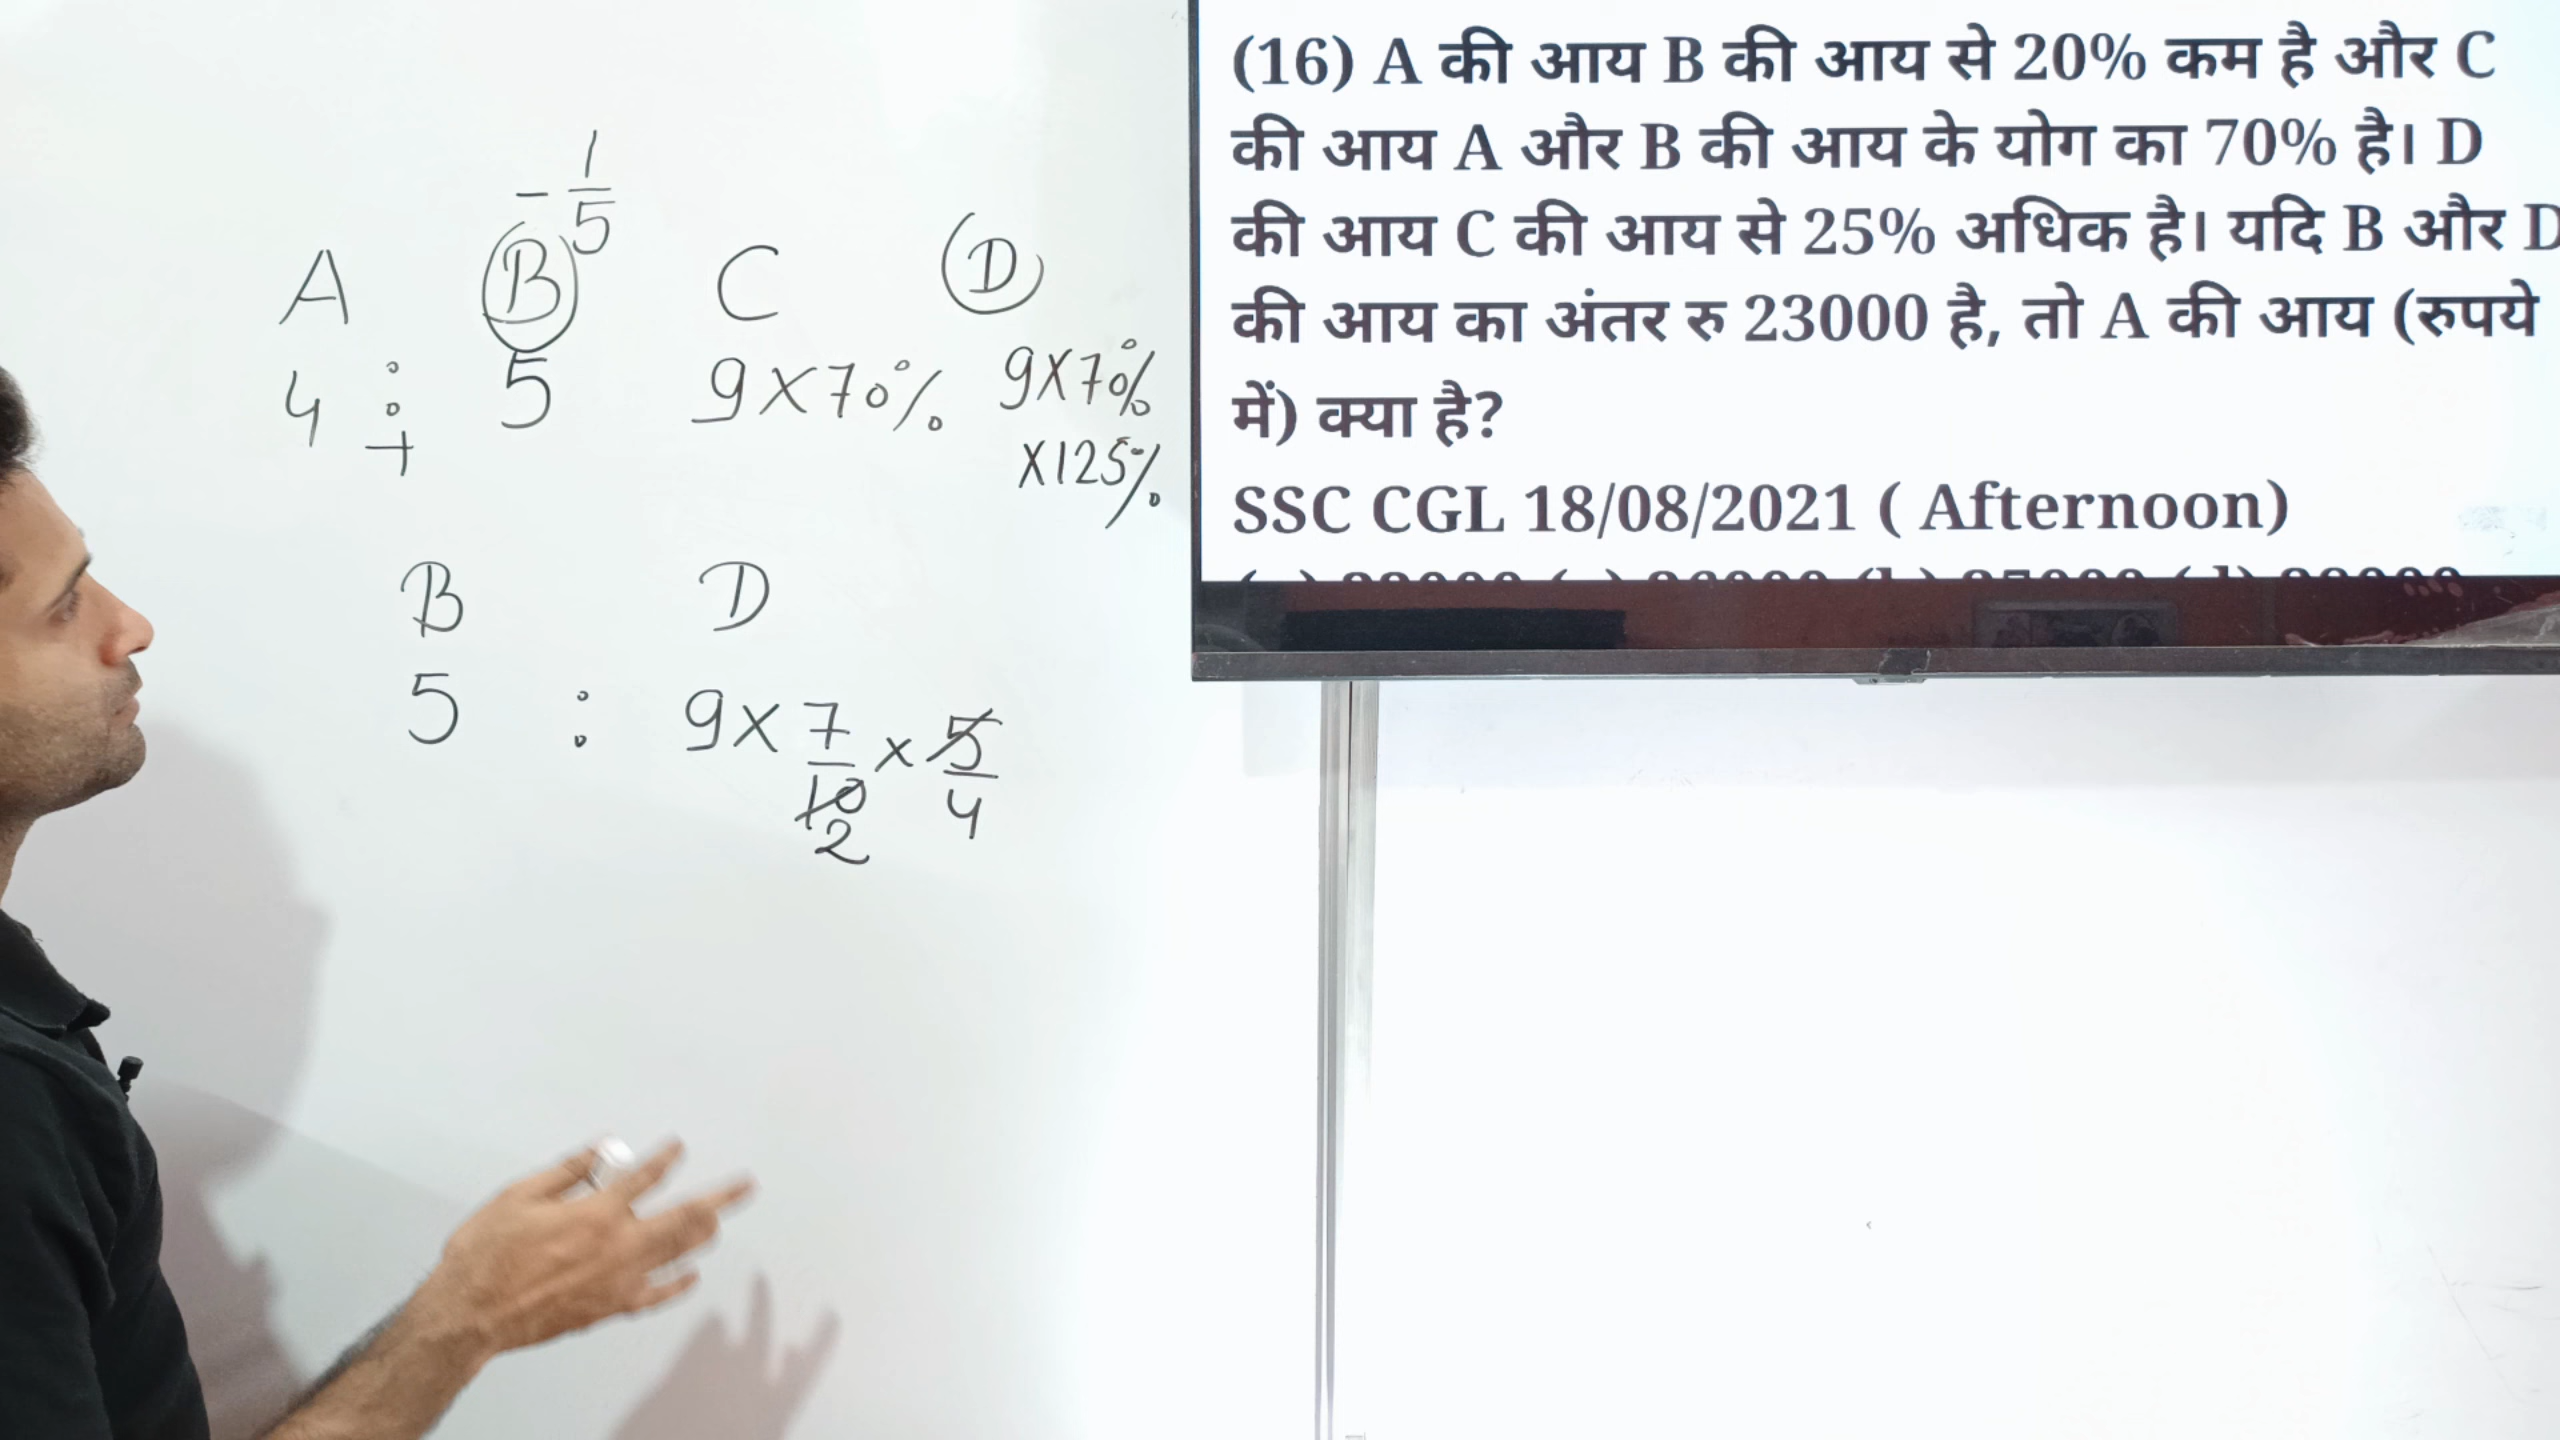 - 1/5
A B C D
4 : 5 9×70% 9×70%
+ ×125%
B D
5 : 9 × 7/10 × 5/4
2
(16) A की आय B की आय से 20% कम है और C
की आय A और B की आय के योग का 70% है। D
की आय C की आय से 25% अधिक है। यदि B और D
की आय का अंतर रु 23000 है, तो A की आय (रुपये
में) क्या है?
SSC CGL 18/08/2021 ( Afternoon)